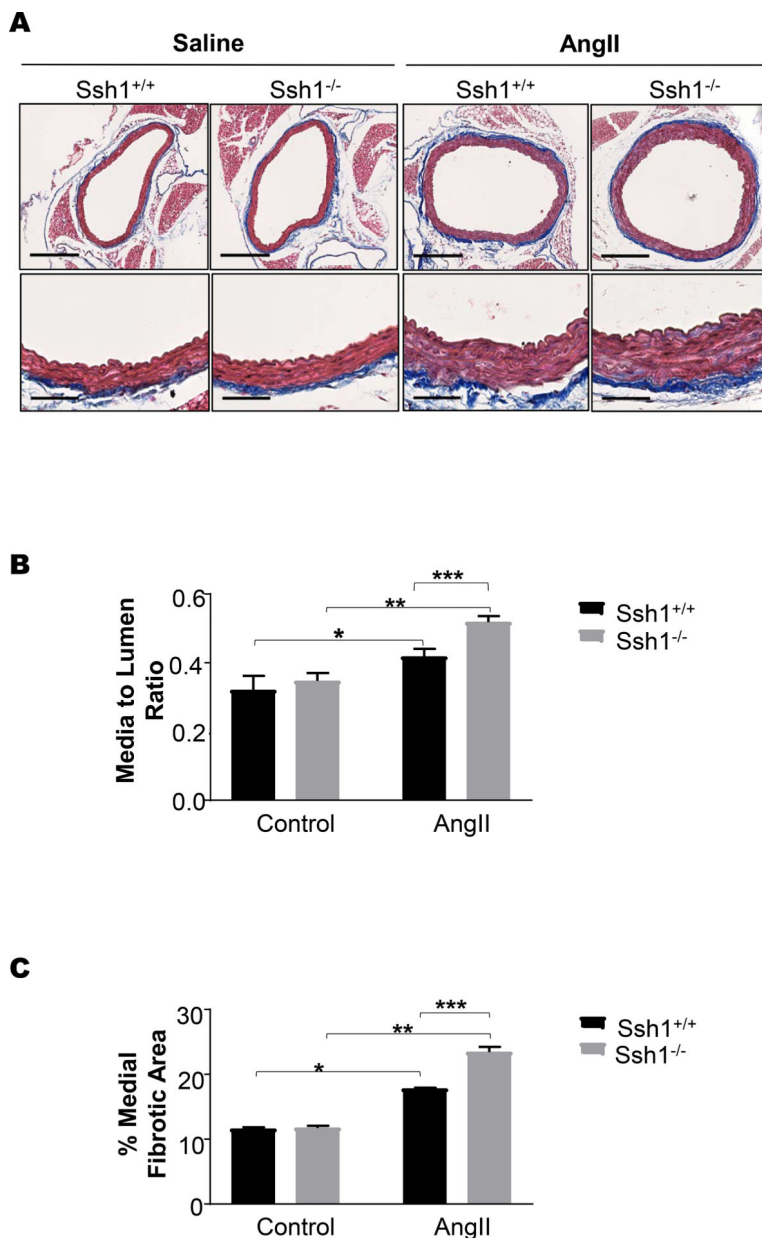 A
Saline AngII
Ssh1+/+ Ssh1-/- Ssh1+/+ Ssh1-/-
B
Media to Lumen
Ratio
0.6
0.4
0.2
0.0
*
**
***
Control AngII
Ssh1+/+
Ssh1-/-
C
% Medial
Fibrotic Area
30
20
10
0
*
**
***
Control AngII
Ssh1+/+
Ssh1-/-